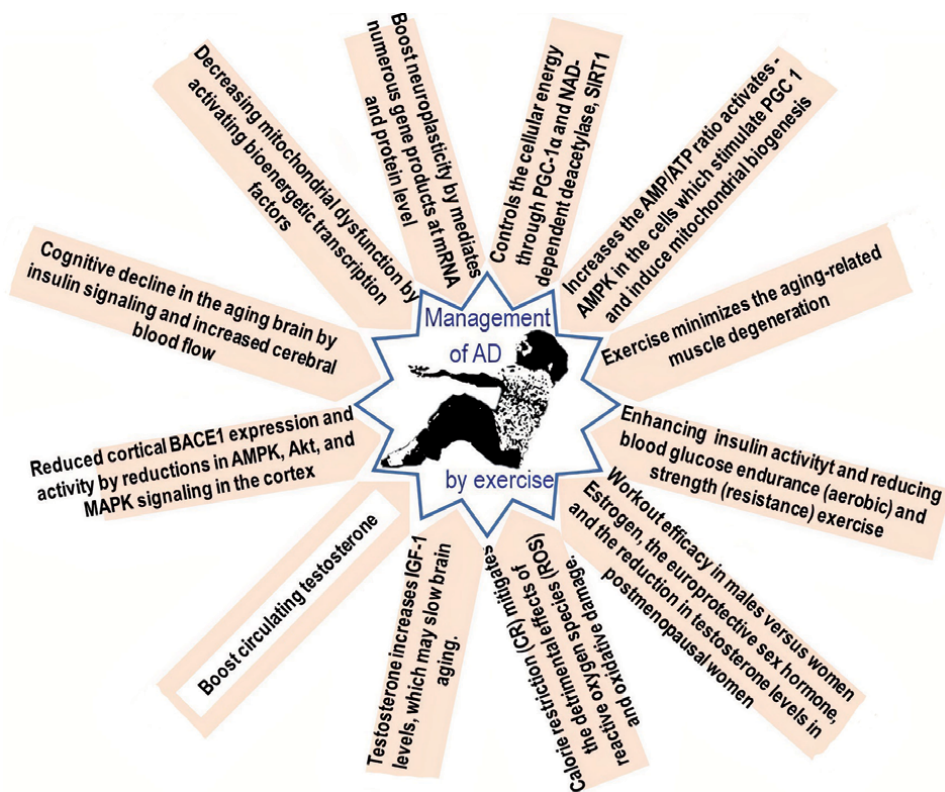 Management
of AD
by exercise
Boost neuroplasticity by mediates
numerous gene products at mRNA
and protein level
Controls the cellular energy
through PGC-1α and NAD-
dependent deacetylase, SIRT1
Increases the AMP/ATP ratio activates -
AMPK in the cells which stimulate PGC 1
and induce mitochondrial biogenesis
Exercise minimizes the aging-related
muscle degeneration
Enhancing insulin activityt and reducing
blood glucose endurance (aerobic) and
strength (resistance) exercise
Workout efficacy in males versus women
Estrogen, the europrotective sex hormone,
and the reduction in testosterone levels in
postmenopausal women
Calorie restriction (CR) mitigates
the detrimental effects of
reactive oxygen species (ROS)
and oxidative damage.
Testosterone increases IGF-1
levels, which may slow brain
aging.
Boost circulating testosterone
Reduced cortical BACE1 expression and
activity by reductions in AMPK, Akt, and
MAPK signaling in the cortex
Cognitive decline in the aging brain by
insulin signaling and increased cerebral
blood flow
Decreasing mitochondrial dysfunction by
activating bioenergetic transcription
factors